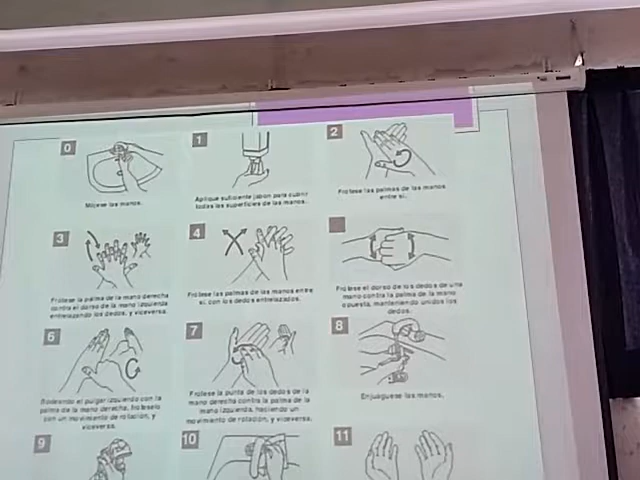 0
1
2
Mójese las manos.
Aplique suficiente jabón para cubrir
todas las superficies de las manos.
Frótese las palmas de las manos
entre sí.
3
4
Frótese la palma de la mano derecha
contra el dorso de la mano izquierda
entrelazando los dedos, y viceversa.
Frótese las palmas de las manos entre
sí, con los dedos entrelazados.
Frótese el dorso de los dedos de una
mano contra la palma de la mano
opuesta, manteniendo unidos los
dedos.
6
7
8
Rodeando el pulgar izquierdo con la
palma de la mano derecha, fróteselo
con un movimiento de rotación, y
viceversa.
Frótese la punta de los dedos de la
mano derecha contra la palma de la
mano izquierda, haciendo un
movimiento de rotación, y viceversa.
Enjuáguese las manos.
9
10
11